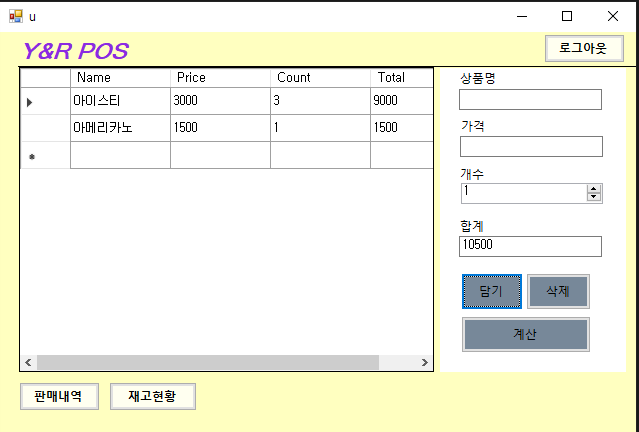 u
Y&R POS
로그아웃
Name Price Count Total
아이스티 3000 3 9000
아메리카노 1500 1 1500
상품명
가격
개수
1
합계
10500
담기 삭제
계산
판매내역 재고현황